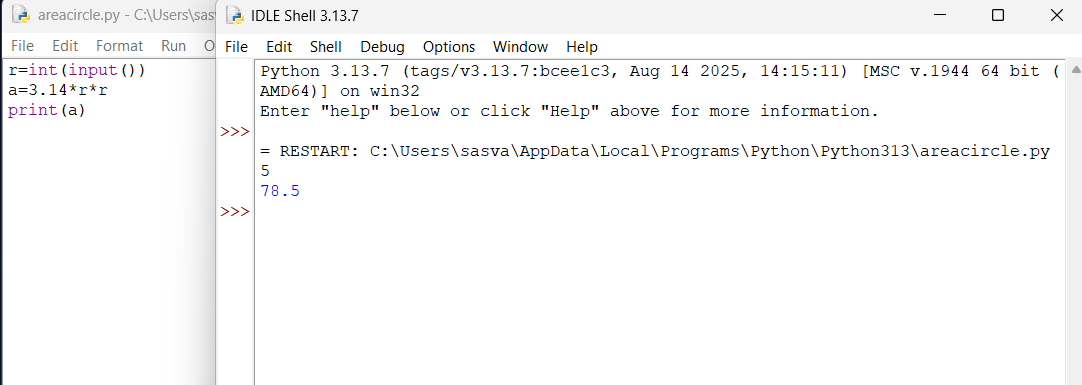 areacircle.py - C:\Users\sas
File Edit Format Run O
r=int(input())
a=3.14*r*r
print(a)
IDLE Shell 3.13.7
File Edit Shell Debug Options Window Help
Python 3.13.7 (tags/v3.13.7:bcee1c3, Aug 14 2025, 14:15:11) [MSC v.1944 64 bit (
AMD64)] on win32
Enter "help" below or click "Help" above for more information.
>>>
= RESTART: C:\Users\sasva\AppData\Local\Programs\Python\Python313\areacircle.py
5
78.5
>>>